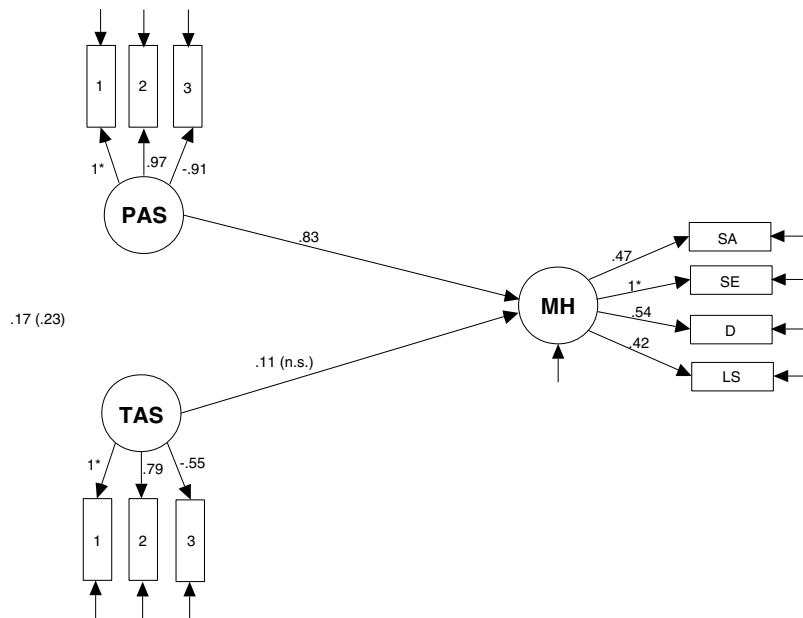 1 2 3
1* .97 -.91
PAS
.83
.47
SA
1*
SE
MH
.54
D
.42
LS
.17 (.23)
.11 (n.s.)
TAS
1* .79 -.55
1 2 3